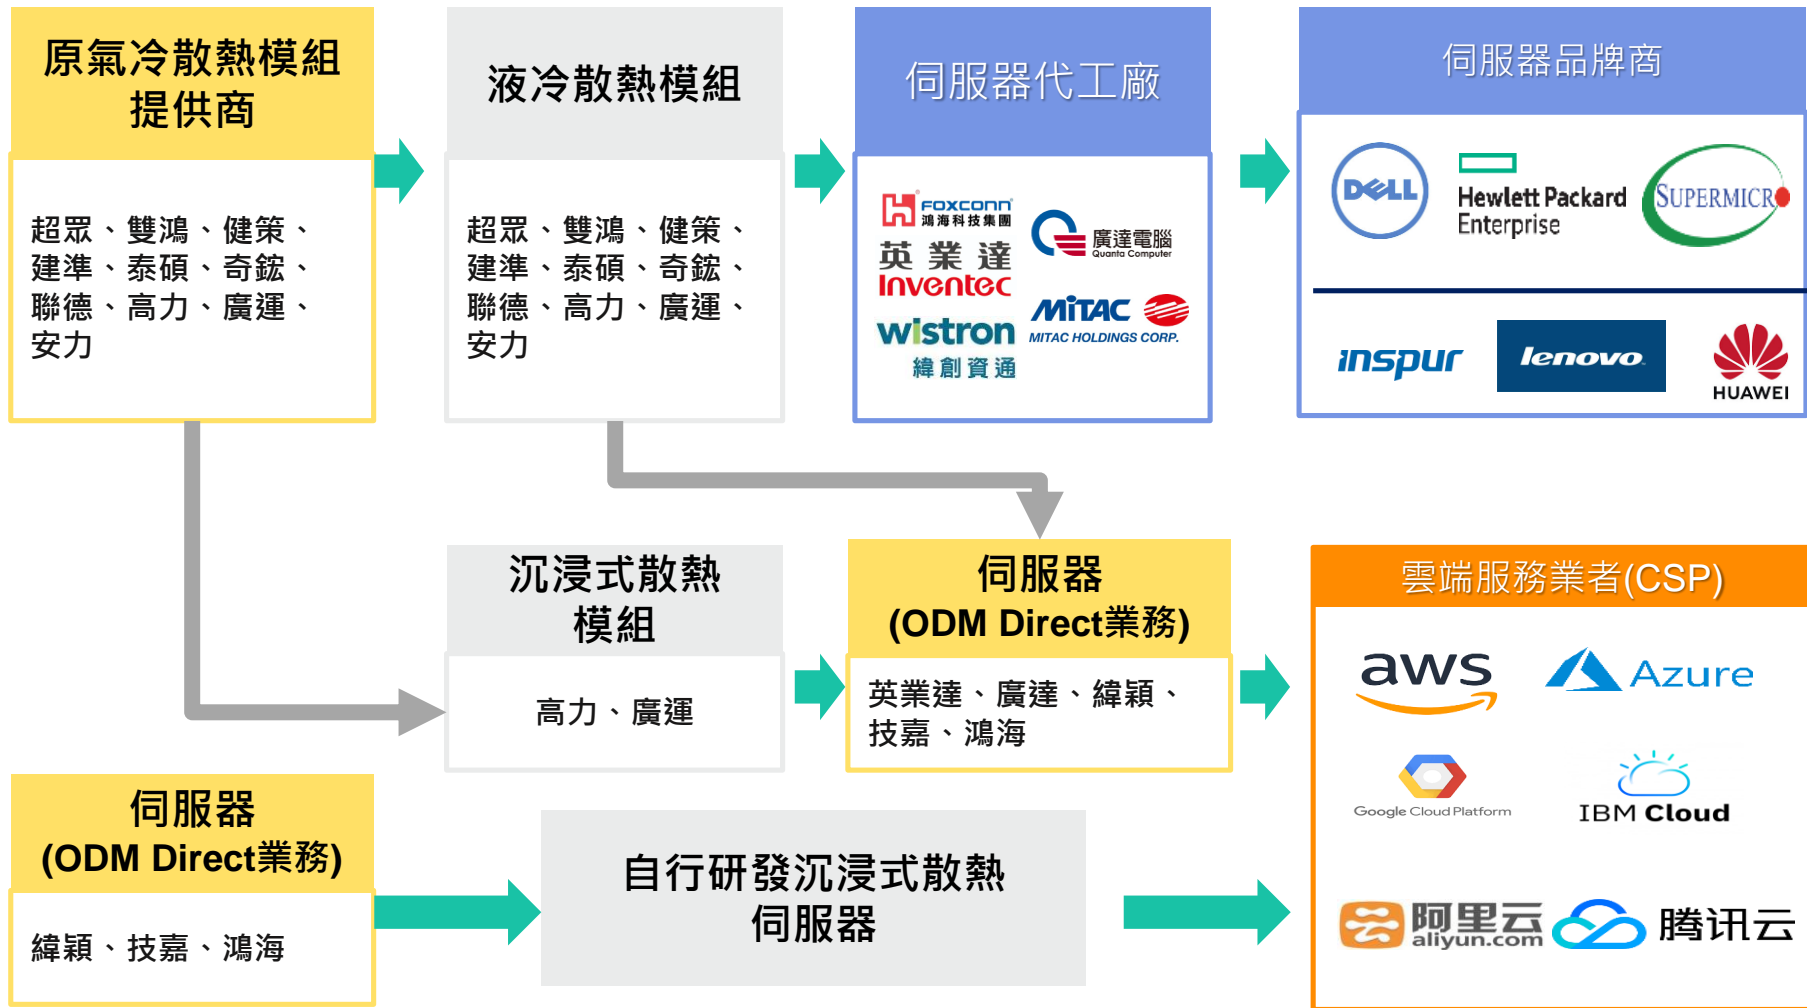 原氣冷散熱模組
提供商
超眾、雙鴻、健策、
建準、泰碩、奇鋐、
聯德、高力、廣運、
安力
液冷散熱模組
超眾、雙鴻、健策、
建準、泰碩、奇鋐、
聯德、高力、廣運、
安力
伺服器代工廠
FOXCONN®
鴻海科技集團
英業達
Inventec
wistron
緯創資通
廣達電腦
Quanta Computer
MiTAC
MITAC HOLDINGS CORP.
伺服器品牌商
DELL
Hewlett Packard
Enterprise
SUPERMICRO
inspur
lenovo
HUAWEI
沉浸式散熱
模組
高力、廣運
伺服器
(ODM Direct業務)
英業達、廣達、緯穎、
技嘉、鴻海
雲端服務業者(CSP)
aws
Azure
Google Cloud Platform
IBM Cloud
阿里云
aliyun.com
腾讯云
伺服器
(ODM Direct業務)
緯穎、技嘉、鴻海
自行研發沉浸式散熱
伺服器